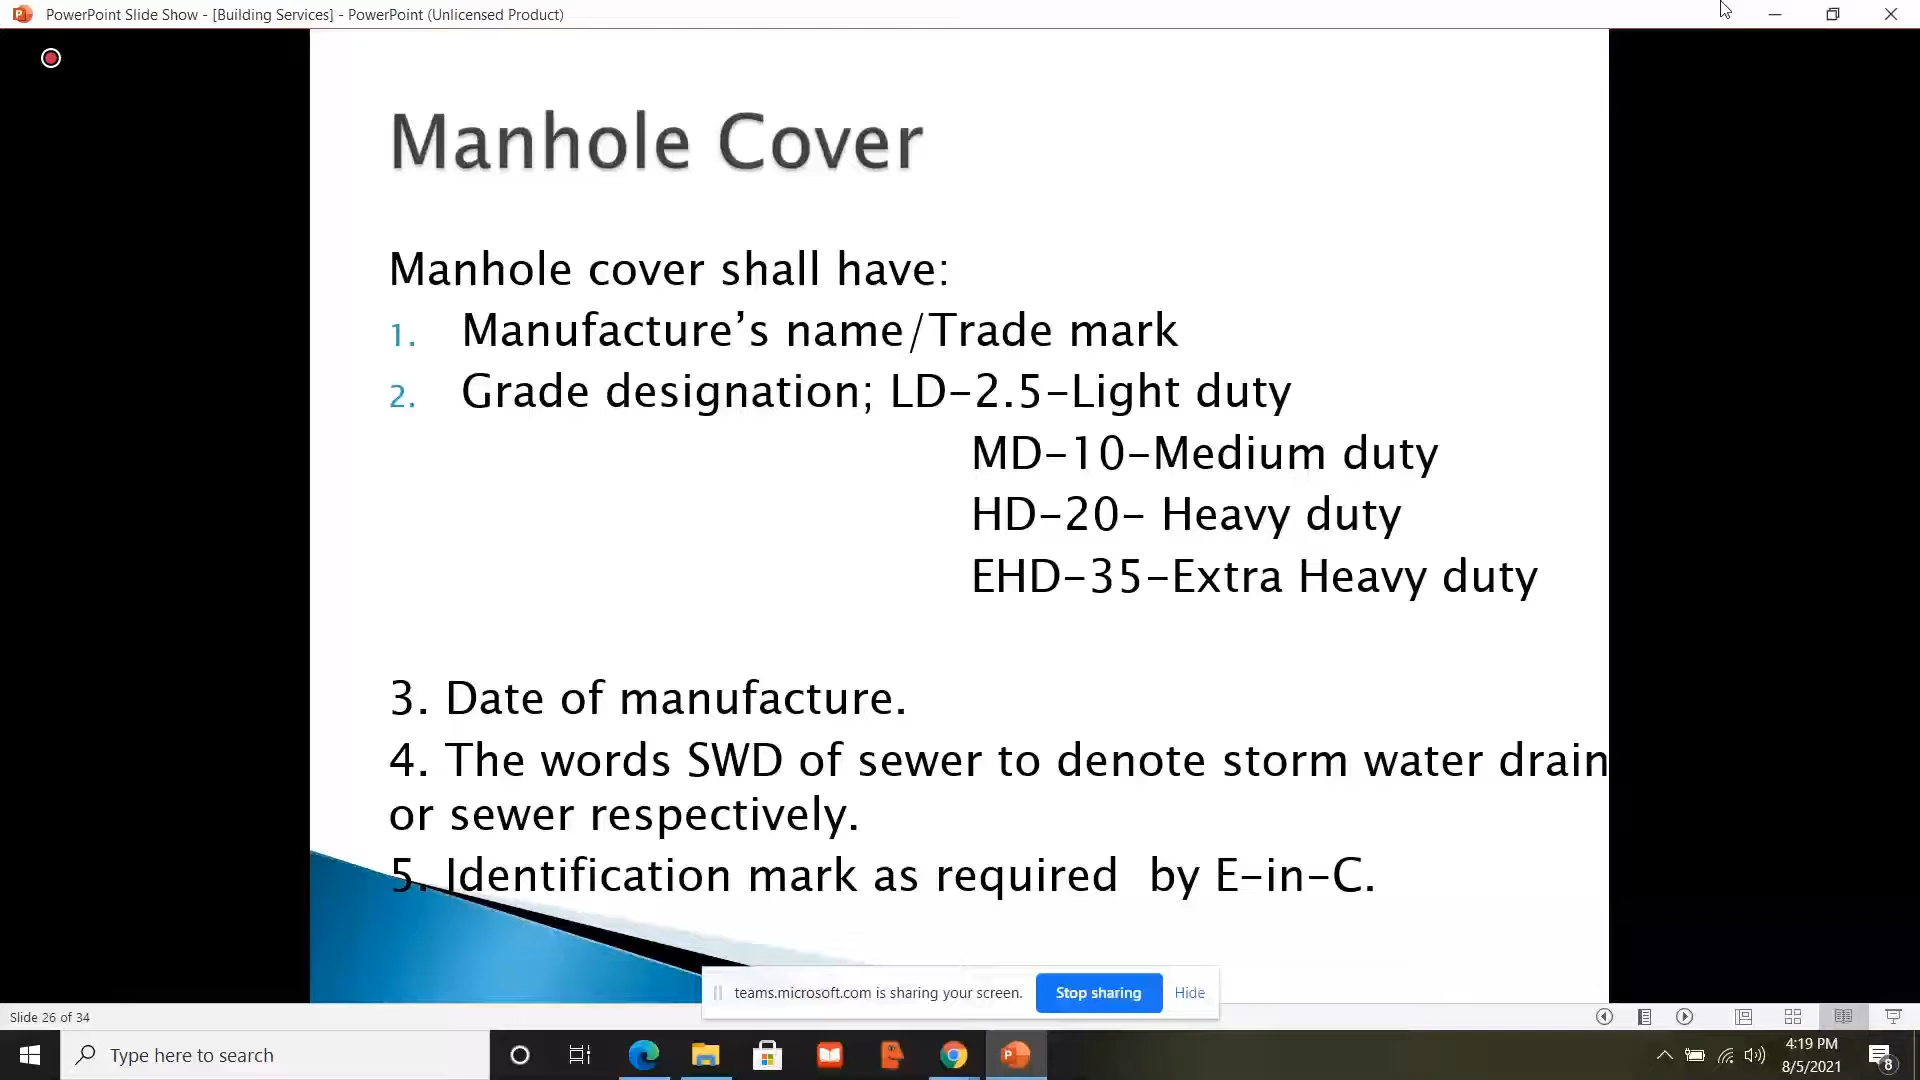 PowerPoint Slide Show - [Building Services] - PowerPoint (Unlicensed Product)
Manhole Cover
Manhole cover shall have:
1. Manufacture’s name/Trade mark
2. Grade designation; LD-2.5-Light duty
MD-10-Medium duty
HD-20- Heavy duty
EHD-35-Extra Heavy duty
3. Date of manufacture.
4. The words SWD of sewer to denote storm water drain
or sewer respectively.
5. Identification mark as required by E-in-C.
teams.microsoft.com is sharing your screen. Stop sharing Hide
Slide 26 of 34
Type here to search
4:19 PM
8/5/2021
8